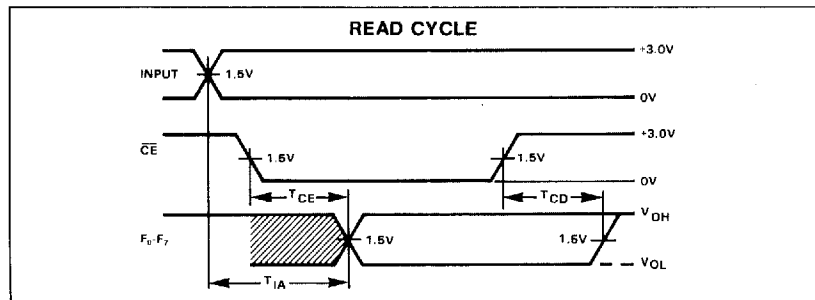 READ CYCLE
+3.0V
INPUT
1.5V
0V
+3.0V
CE
1.5V
1.5V
0V
TCE
TCD
VOH
F0-F7
1.5V
1.5V
VOL
TIA